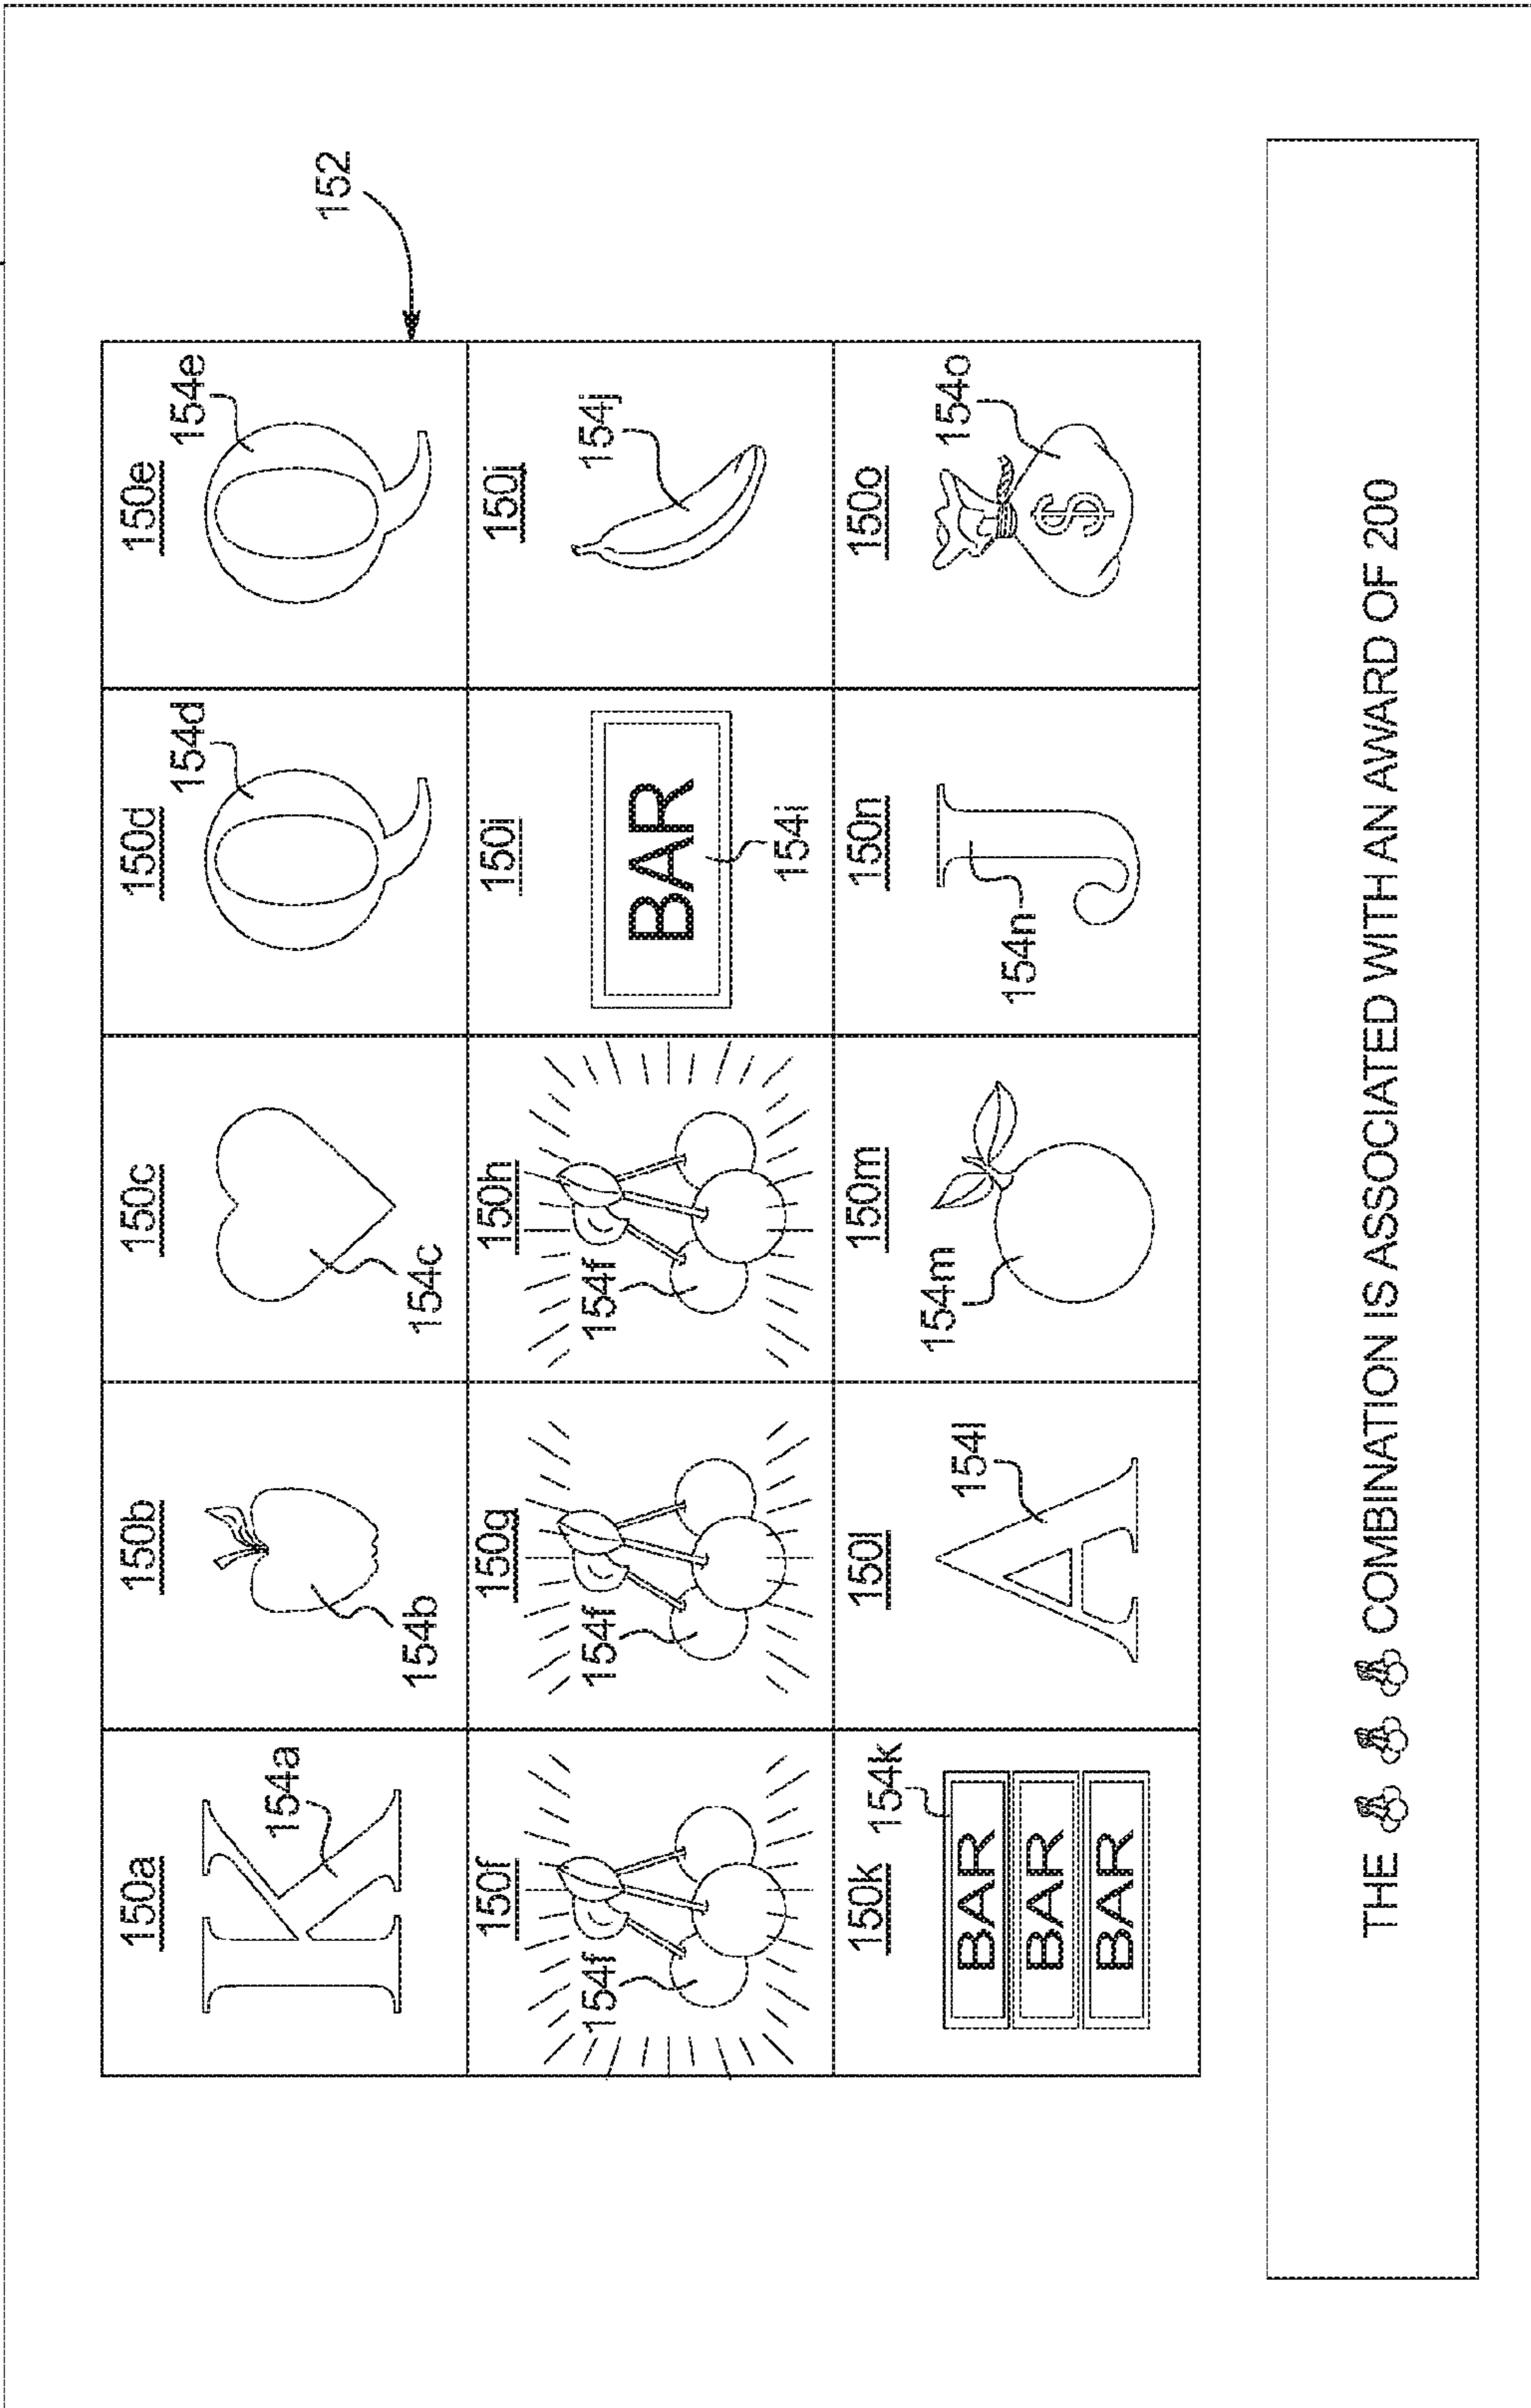 152
150a 150b 150c 150d 150e
K 154a 154b 154c Q 154d Q 154e
150f 150g 150h 150i 150j
154f 154f 154f BAR 154i 154j
150k 150l 150m 150n 150o
BAR 154k A 154l 154m J 154n $ 154o
BAR
BAR
THE COMBINATION IS ASSOCIATED WITH AN AWARD OF 200